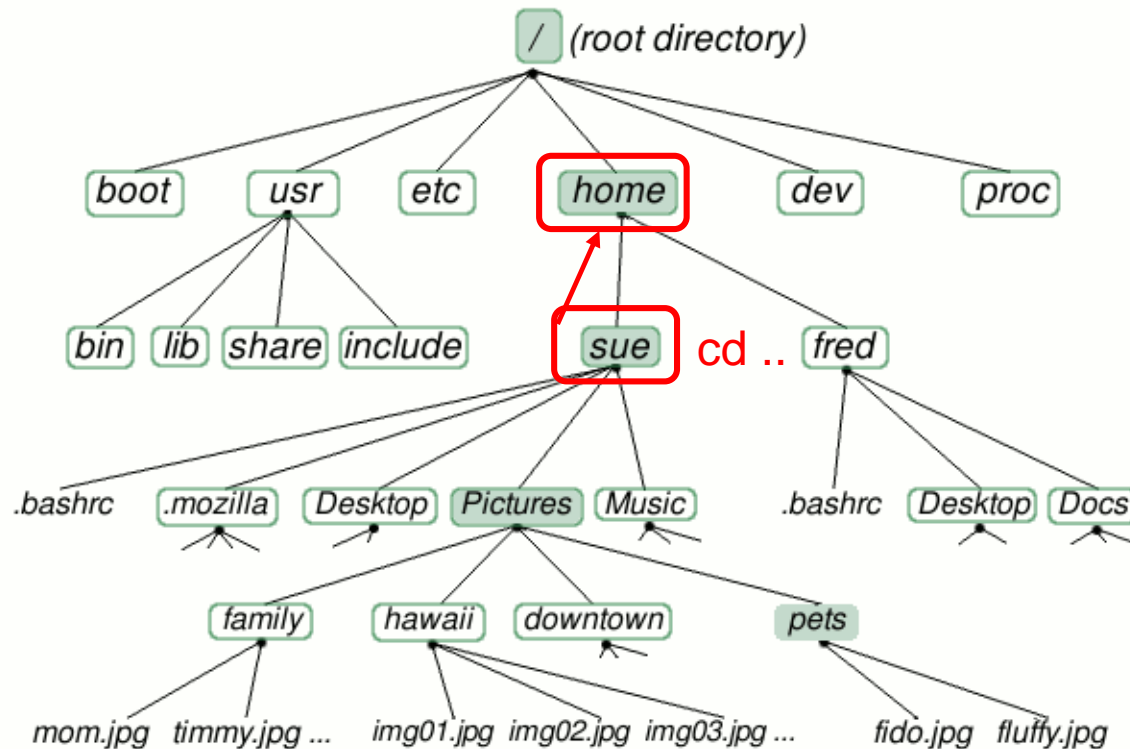 / (root directory)
boot usr etc home dev proc
bin lib share include sue cd .. fred
.bashrc .mozilla Desktop Pictures Music .bashrc Desktop Docs
family hawaii downtown pets
mom.jpg timmy.jpg ... img01.jpg img02.jpg img03.jpg ... fido.jpg fluffy.jpg